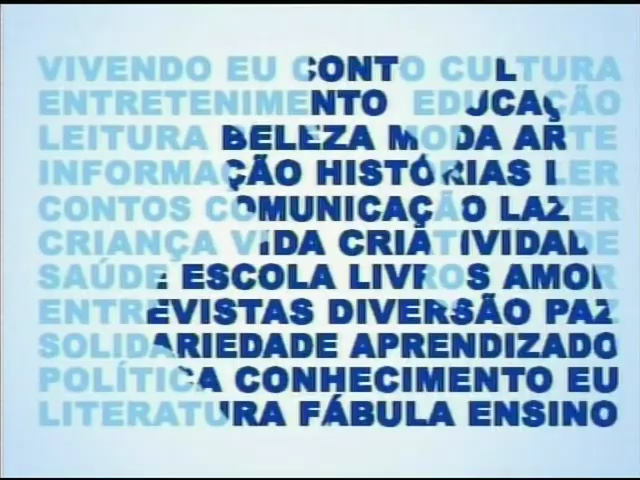 VIVENDO EU CONTO CULTURA
ENTRETENIMENTO EDUCAÇÃO
LEITURA BELEZA MODA ARTE
INFORMAÇÃO HISTÓRIAS LER
CONTOS COMUNICAÇÃO LAZER
CRIANÇA VIDA CRIATIVIDADE
SAÚDE ESCOLA LIVROS AMOR
ENTREVISTAS DIVERSÃO PAZ
SOLIDARIEDADE APRENDIZADO
POLÍTICA CONHECIMENTO EU
LITERATURA FÁBULA ENSINO